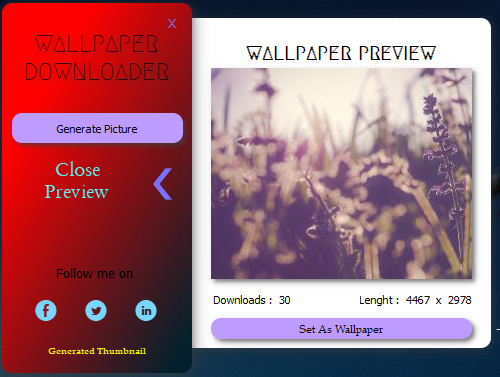 X
WALLPAPER
DOWNLOADER
Generate Picture
Close
Preview
Follow me on
f
in
Generated Thumbnail
WALLPAPER PREVIEW
Downloads : 30
Lenght : 4467 x 2978
Set As Wallpaper